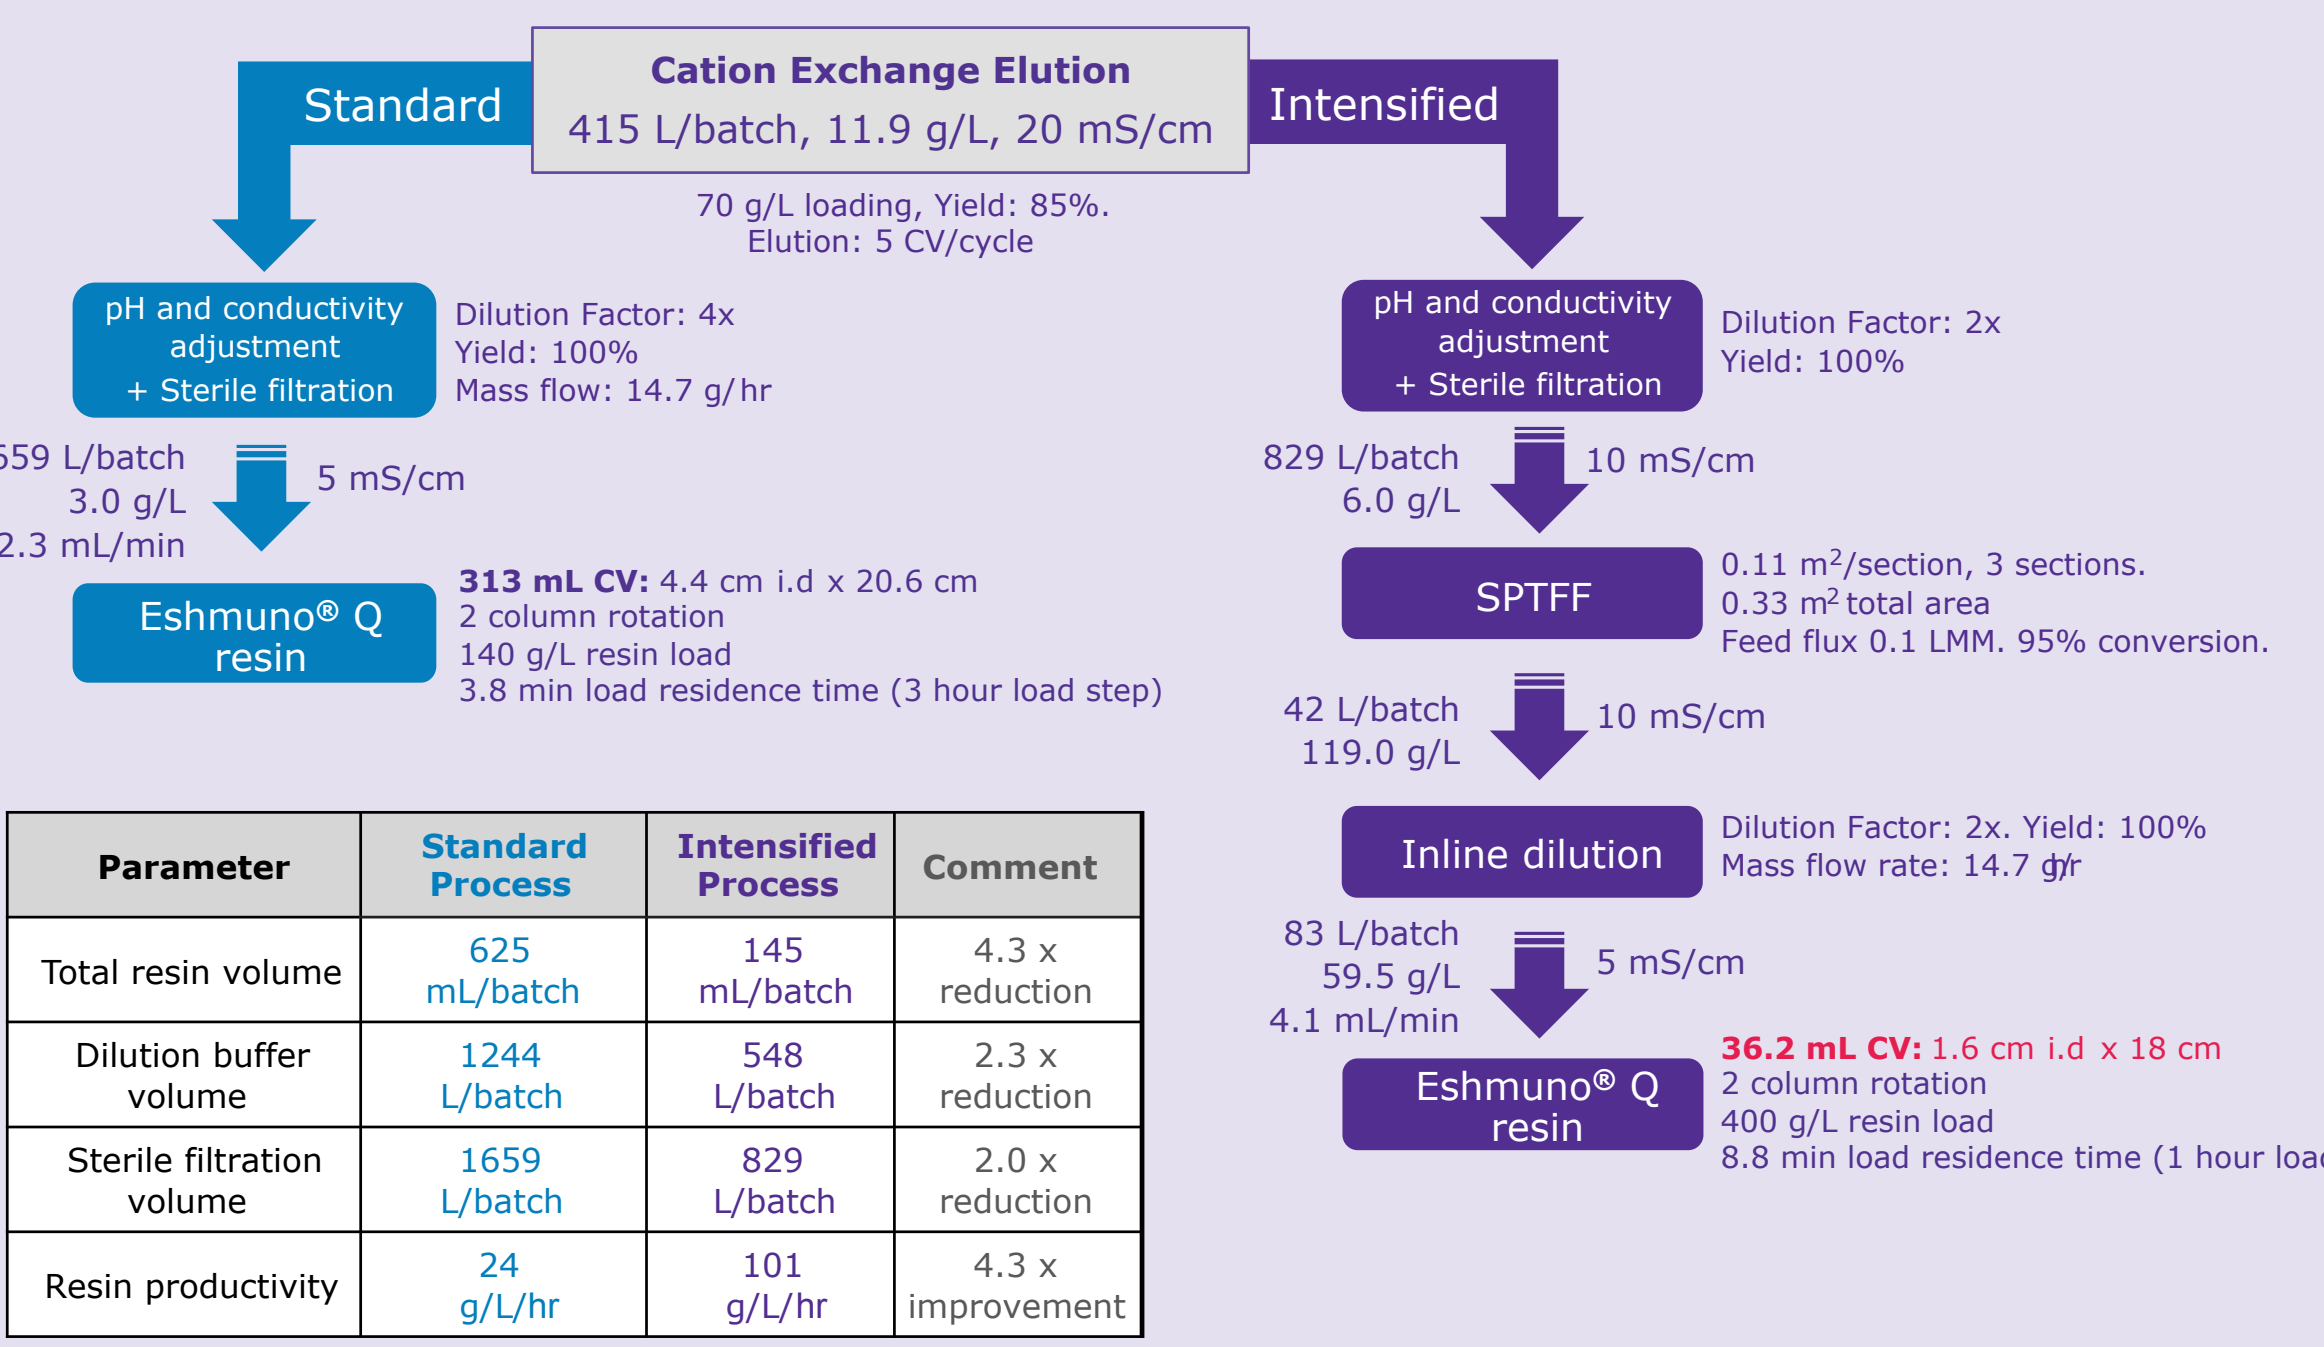 Cation Exchange Elution
415 L/batch, 11.9 g/L, 20 mS/cm
Standard
Intensified
70 g/L loading, Yield: 85%.
Elution: 5 CV/cycle
pH and conductivity
adjustment
+ Sterile filtration
Dilution Factor: 4x
Yield: 100%
Mass flow: 14.7 g/hr
L/batch
3.0 g/L
mL/min
5 mS/cm
Eshmuno® Q
resin
313 mL CV: 4.4 cm i.d x 20.6 cm
2 column rotation
140 g/L resin load
3.8 min load residence time (3 hour load step)
pH and conductivity
adjustment
+ Sterile filtration
Dilution Factor: 2x
Yield: 100%
829 L/batch
6.0 g/L
10 mS/cm
SPTFF
0.11 m²/section, 3 sections.
0.33 m² total area
Feed flux 0.1 LMM. 95% conversion.
42 L/batch
119.0 g/L
10 mS/cm
Inline dilution
Dilution Factor: 2x. Yield: 100%
Mass flow rate: 14.7 g/hr
83 L/batch
59.5 g/L
4.1 mL/min
5 mS/cm
Eshmuno® Q
resin
36.2 mL CV: 1.6 cm i.d x 18 cm
2 column rotation
400 g/L resin load
8.8 min load residence time (1 hour
Parameter
Standard
Process
Intensified
Process
Comment
Total resin volume
625
mL/batch
145
mL/batch
4.3 x
reduction
Dilution buffer
volume
1244
L/batch
548
L/batch
2.3 x
reduction
Sterile filtration
volume
1659
L/batch
829
L/batch
2.0 x
reduction
Resin productivity
24
g/L/hr
101
g/L/hr
4.3 x
improvement